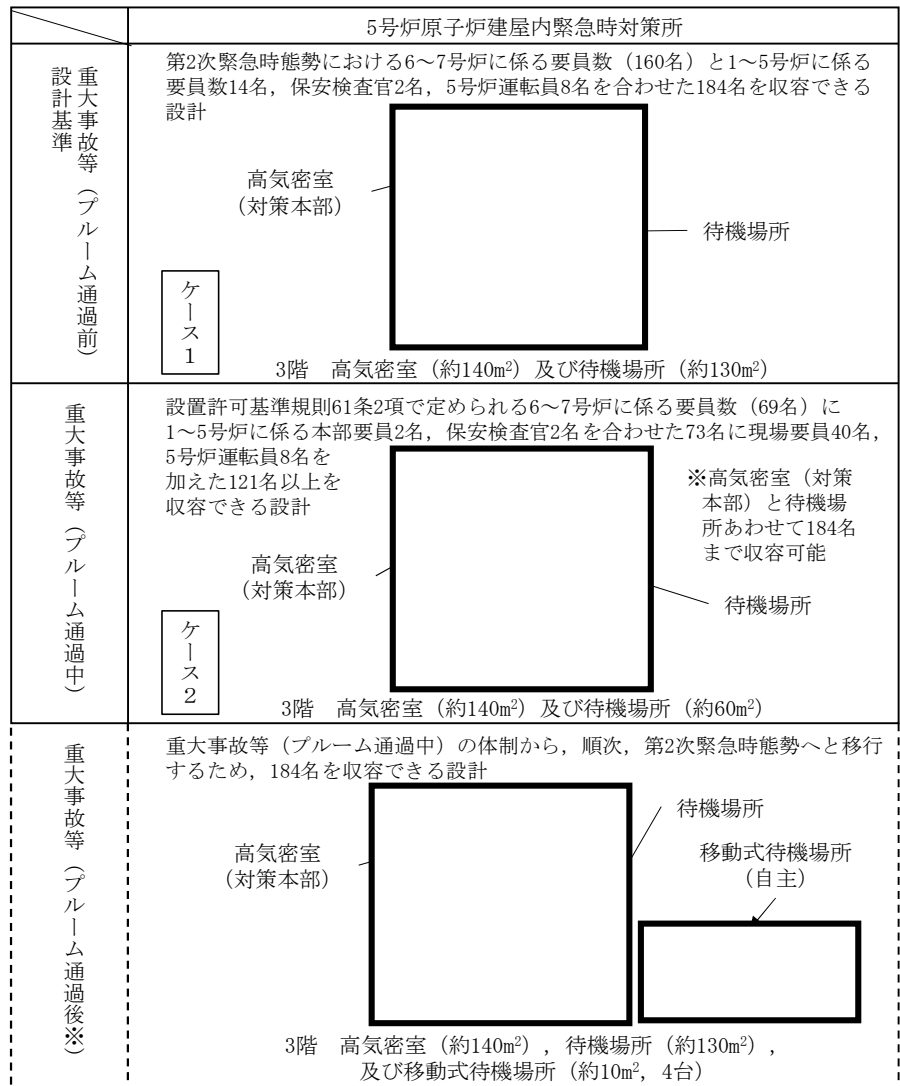 5号炉原子炉建屋内緊急時対策所
設計基準
重大事故等（プルーム通過前）
第2次緊急時態勢における6～7号炉に係る要員数（160名）と1～5号炉に係る
要員数14名，保安検査官2名，5号炉運転員8名を合わせた184名を収容できる
設計
高気密室
（対策本部）
待機場所
ケース1
3階　高気密室（約140m²）及び待機場所（約130m²）
重大事故等（プルーム通過中）
設置許可基準規則61条2項で定められる6～7号炉に係る要員数（69名）に
1～5号炉に係る本部要員2名，保安検査官2名を合わせた73名に現場要員40名，
5号炉運転員8名を
加えた121名以上を
収容できる設計
※高気密室（対策
本部）と待機場
所あわせて184名
まで収容可能
高気密室
（対策本部）
待機場所
ケース2
3階　高気密室（約140m²）及び待機場所（約60m²）
重大事故等（プルーム通過後※）
重大事故等（プルーム通過中）の体制から，順次，第2次緊急時態勢へと移行
するため，184名を収容できる設計
待機場所
高気密室
（対策本部）
移動式待機場所
（自主）
3階　高気密室（約140m²），待機場所（約130m²），
及び移動式待機場所（約10m²，4台）